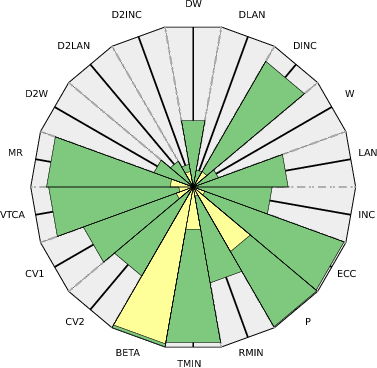 DW
D2INC
DLAN
D2LAN
DINC
D2W
W
MR
LAN
VTCA
INC
CV1
ECC
CV2
P
BETA
RMIN
TMIN